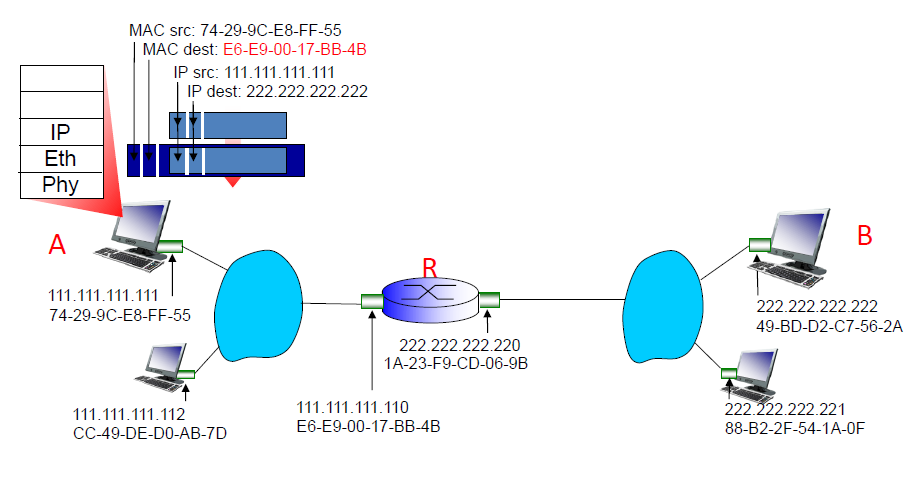 MAC src: 74-29-9C-E8-FF-55
MAC dest: E6-E9-00-17-BB-4B
IP src: 111.111.111.111
IP dest: 222.222.222.222
IP
Eth
Phy
A
B
R
111.111.111.111
74-29-9C-E8-FF-55
222.222.222.222
49-BD-D2-C7-56-2A
222.222.222.220
1A-23-F9-CD-06-9B
111.111.111.112
CC-49-DE-D0-AB-7D
111.111.111.110
E6-E9-00-17-BB-4B
222.222.222.221
88-B2-2F-54-1A-0F